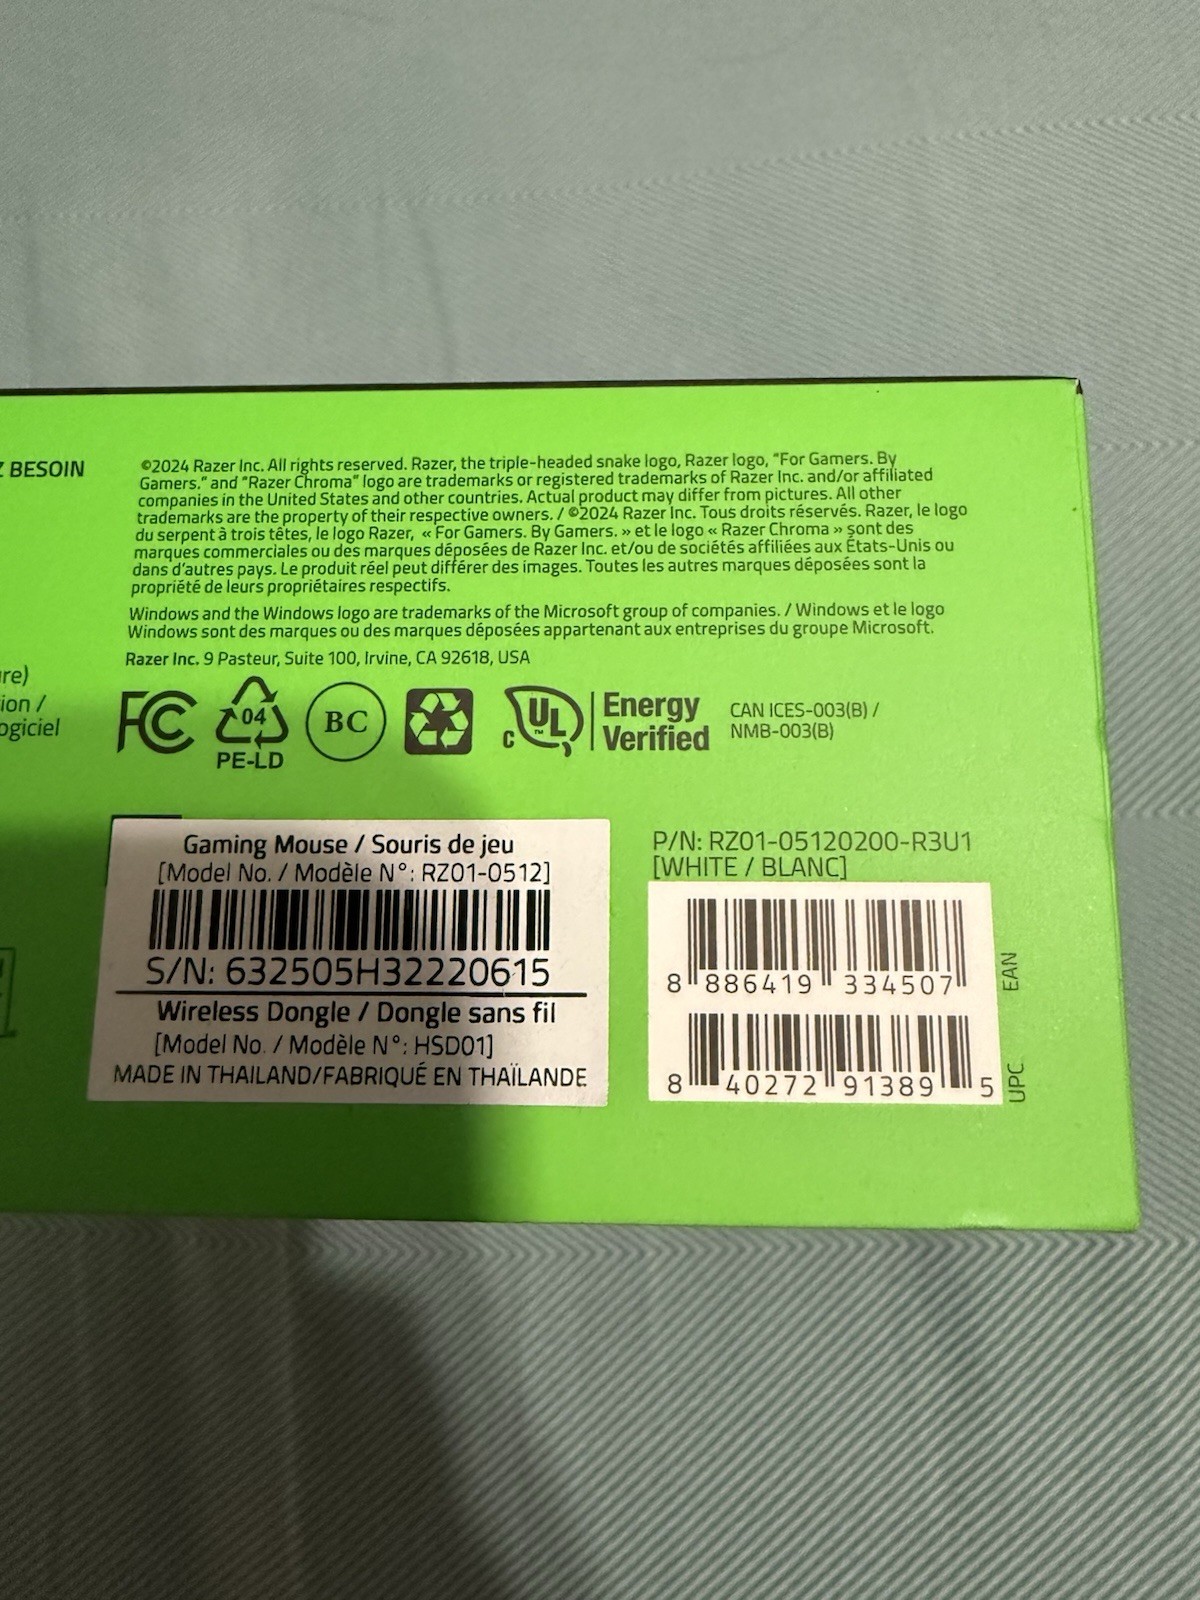 Z BESOIN
©2024 Razer Inc. All rights reserved. Razer, the triple-headed snake logo, Razer logo, "For Gamers. By
Gamers." and "Razer Chroma" logo are trademarks or registered trademarks of Razer Inc. and/or affiliated
companies in the United States and other countries. Actual product may differ from pictures. All other
trademarks are the property of their respective owners. / ©2024 Razer Inc. Tous droits réservés. Razer, le logo
du serpent à trois têtes, le logo Razer, « For Gamers. By Gamers. » et le logo « Razer Chroma » sont des
marques commerciales ou des marques déposées de Razer Inc. et/ou de sociétés affiliées aux États-Unis ou
dans d'autres pays. Le produit réel peut différer des images. Toutes les autres marques déposées sont la
propriété de leurs propriétaires respectifs.
Windows and the Windows logo are trademarks of the Microsoft group of companies. / Windows et le logo
Windows sont des marques ou des marques déposées appartenant aux entreprises du groupe Microsoft.
Razer Inc. 9 Pasteur, Suite 100, Irvine, CA 92618, USA
re)
ion /
ogiciel
FC
04
PE-LD
BC
C UL ™
Energy
Verified
CAN ICES-003(B) /
NMB-003(B)
Gaming Mouse / Souris de jeu
[Model No. / Modèle N°: RZ01-0512]
S/N: 632505H32220615
Wireless Dongle / Dongle sans fil
[Model No. / Modèle N°: HSD01]
MADE IN THAILAND/FABRIQUÉ EN THAÏLANDE
P/N: RZ01-05120200-R3U1
[WHITE / BLANC]
8 886419 334507
EAN
8 40272 91389 5
UPC